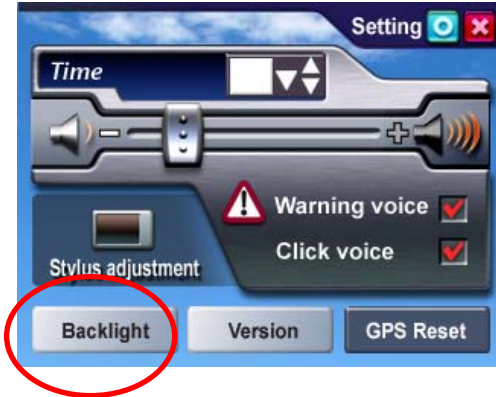 Setting
Time
Warning voice
Click voice
Stylus adjustment
Backlight
Version
GPS Reset